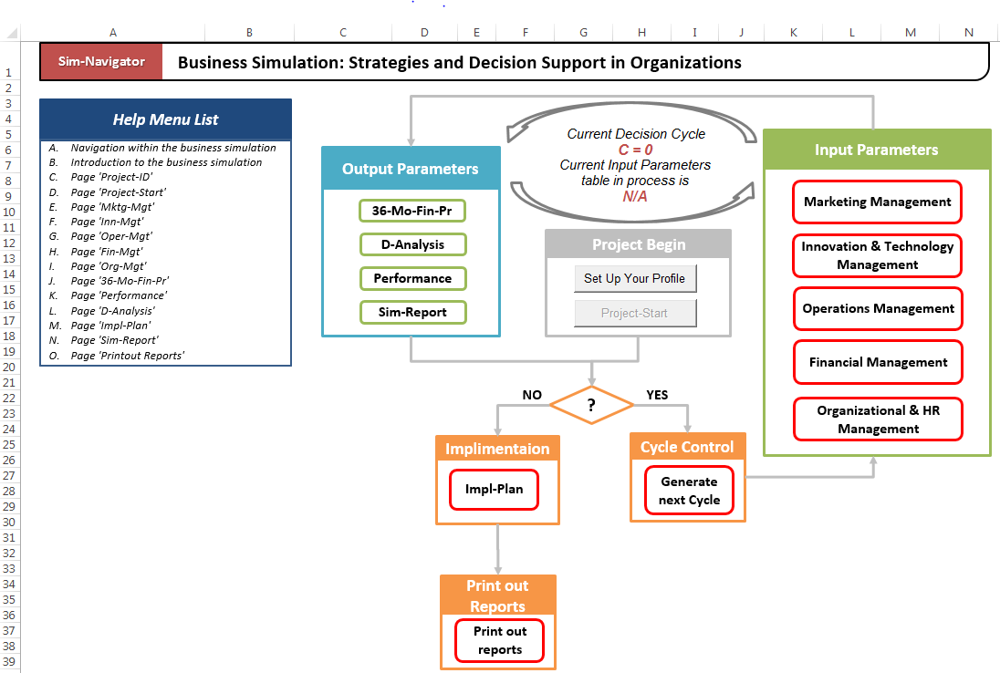 A B C D E F G H I J K L M N
1
2
3
4
5
6
7
8
9
10
11
12
13
14
15
16
17
18
19
20
21
22
23
24
25
26
27
28
29
30
31
32
33
34
35
36
37
38
39
Sim-Navigator
Business Simulation: Strategies and Decision Support in Organizations
Help Menu List
A. Navigation within the business simulation
B. Introduction to the business simulation
C. Page 'Project-ID'
D. Page 'Project-Start'
E. Page 'Mktg-Mgt'
F. Page 'Inn-Mgt'
G. Page 'Oper-Mgt'
H. Page 'Fin-Mgt'
I. Page 'Org-Mgt'
J. Page '36-Mo-Fin-Pr'
K. Page 'Performance'
L. Page 'D-Analysis'
M. Page 'Impl-Plan'
N. Page 'Sim-Report'
O. Page 'Printout Reports'
Output Parameters
36-Mo-Fin-Pr
D-Analysis
Performance
Sim-Report
Current Decision Cycle
C = 0
Current Input Parameters
table in process is
N/A
Project Begin
Set Up Your Profile
Project-Start
Input Parameters
Marketing Management
Innovation & Technology
Management
Operations Management
Financial Management
Organizational & HR
Management
NO
?
YES
Implimentaion
Impl-Plan
Cycle Control
Generate
next Cycle
Print out
Reports
Print out
reports